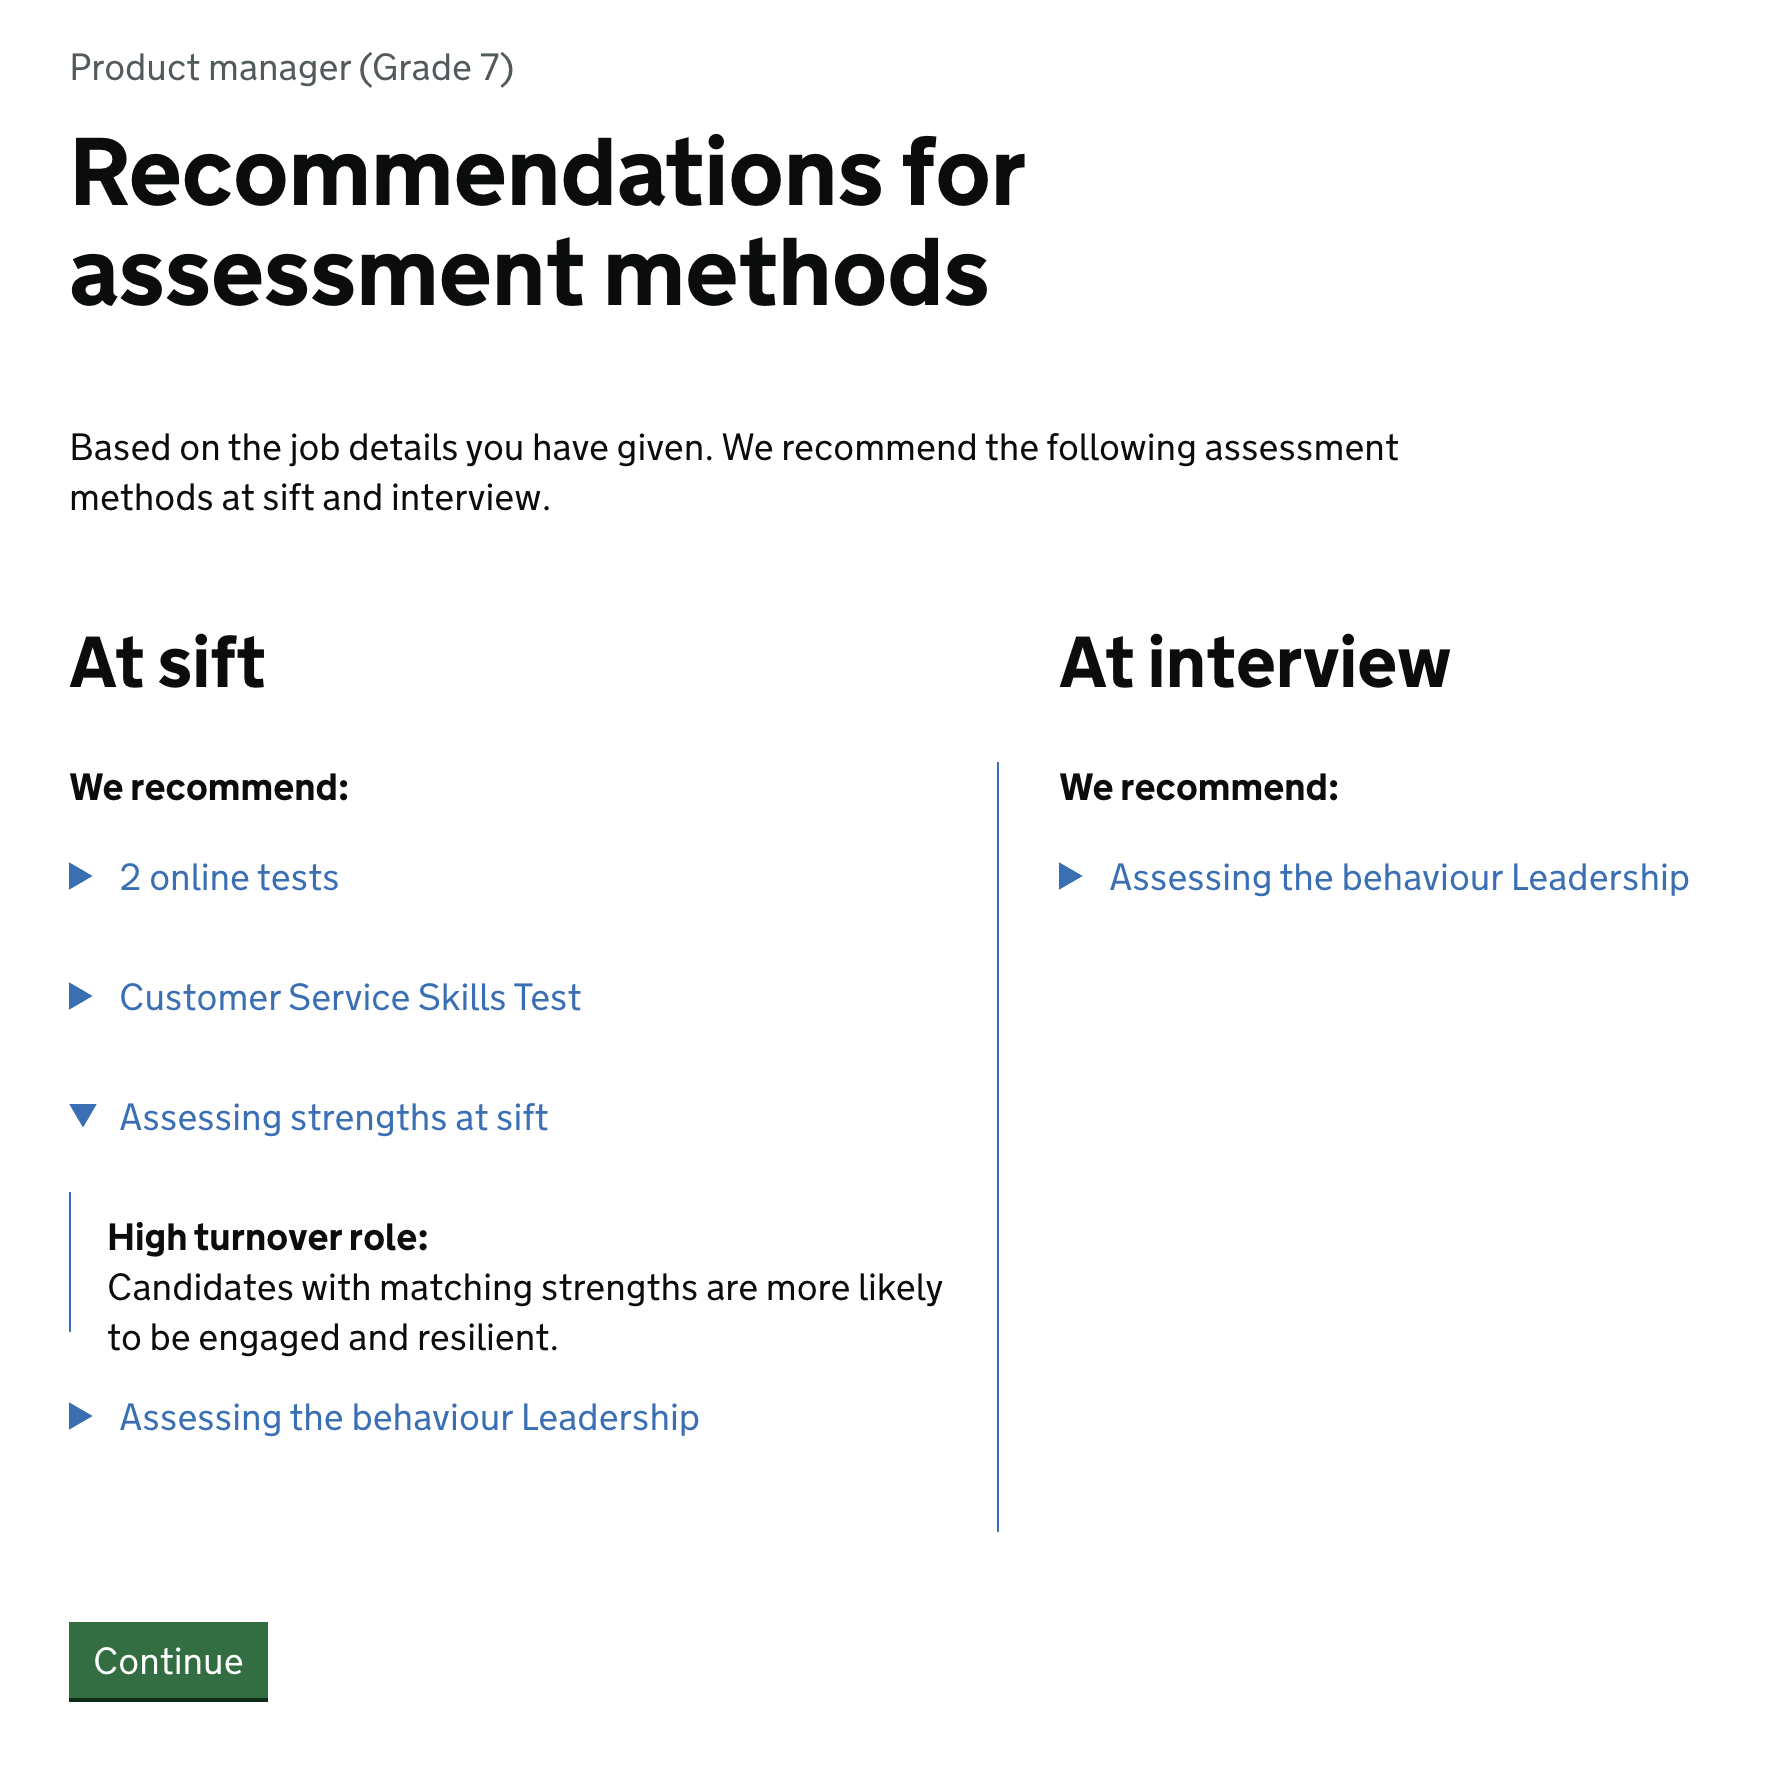 Product manager (Grade 7)
Recommendations for
assessment methods
Based on the job details you have given. We recommend the following assessment
methods at sift and interview.
At sift
We recommend:
2 online tests
Customer Service Skills Test
Assessing strengths at sift
High turnover role:
Candidates with matching strengths are more likely
to be engaged and resilient.
Assessing the behaviour Leadership
At interview
We recommend:
Assessing the behaviour Leadership
Continue